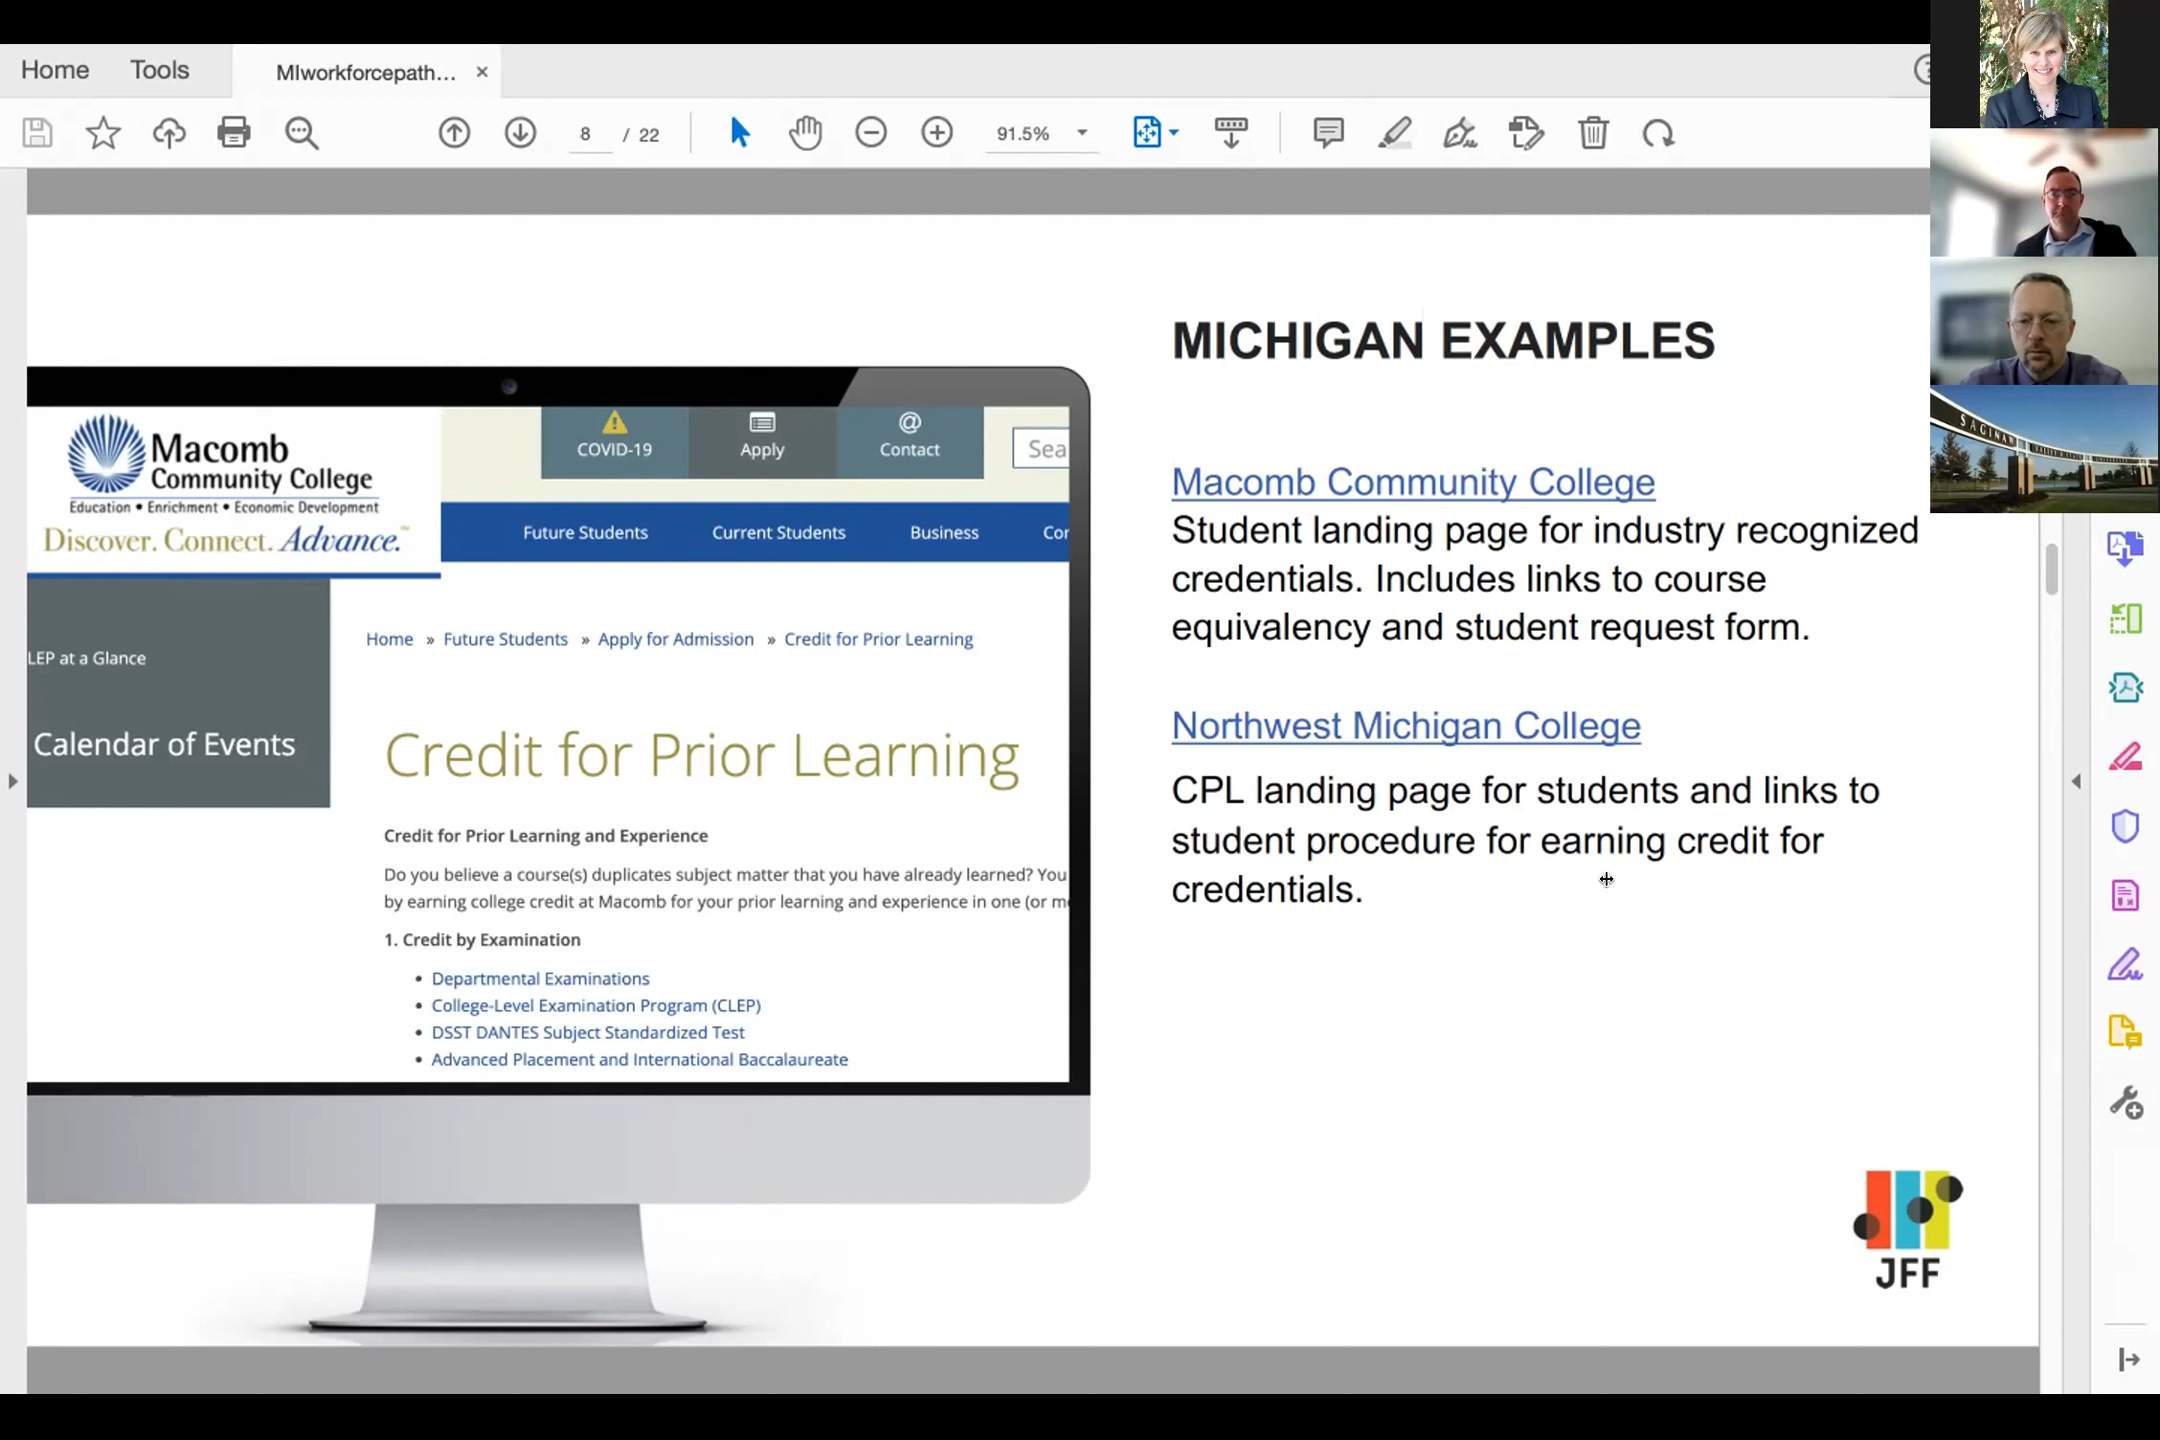 Home Tools MIworkforcepath... ×
8 / 22 91.5%
MICHIGAN EXAMPLES
Macomb Community College
Student landing page for industry recognized
credentials. Includes links to course
equivalency and student request form.
Northwest Michigan College
CPL landing page for students and links to
student procedure for earning credit for
credentials.
Macomb
Community College
Education • Enrichment • Economic Development
Discover. Connect. Advance.™
COVID-19 Apply @ Contact Sea
Future Students Current Students Business Cor
LEP at a Glance
Calendar of Events
Home » Future Students » Apply for Admission » Credit for Prior Learning
Credit for Prior Learning
Credit for Prior Learning and Experience
Do you believe a course(s) duplicates subject matter that you have already learned? You
by earning college credit at Macomb for your prior learning and experience in one (or m
1. Credit by Examination
• Departmental Examinations
• College-Level Examination Program (CLEP)
• DSST DANTES Subject Standardized Test
• Advanced Placement and International Baccalaureate
JFF
SAGINAW